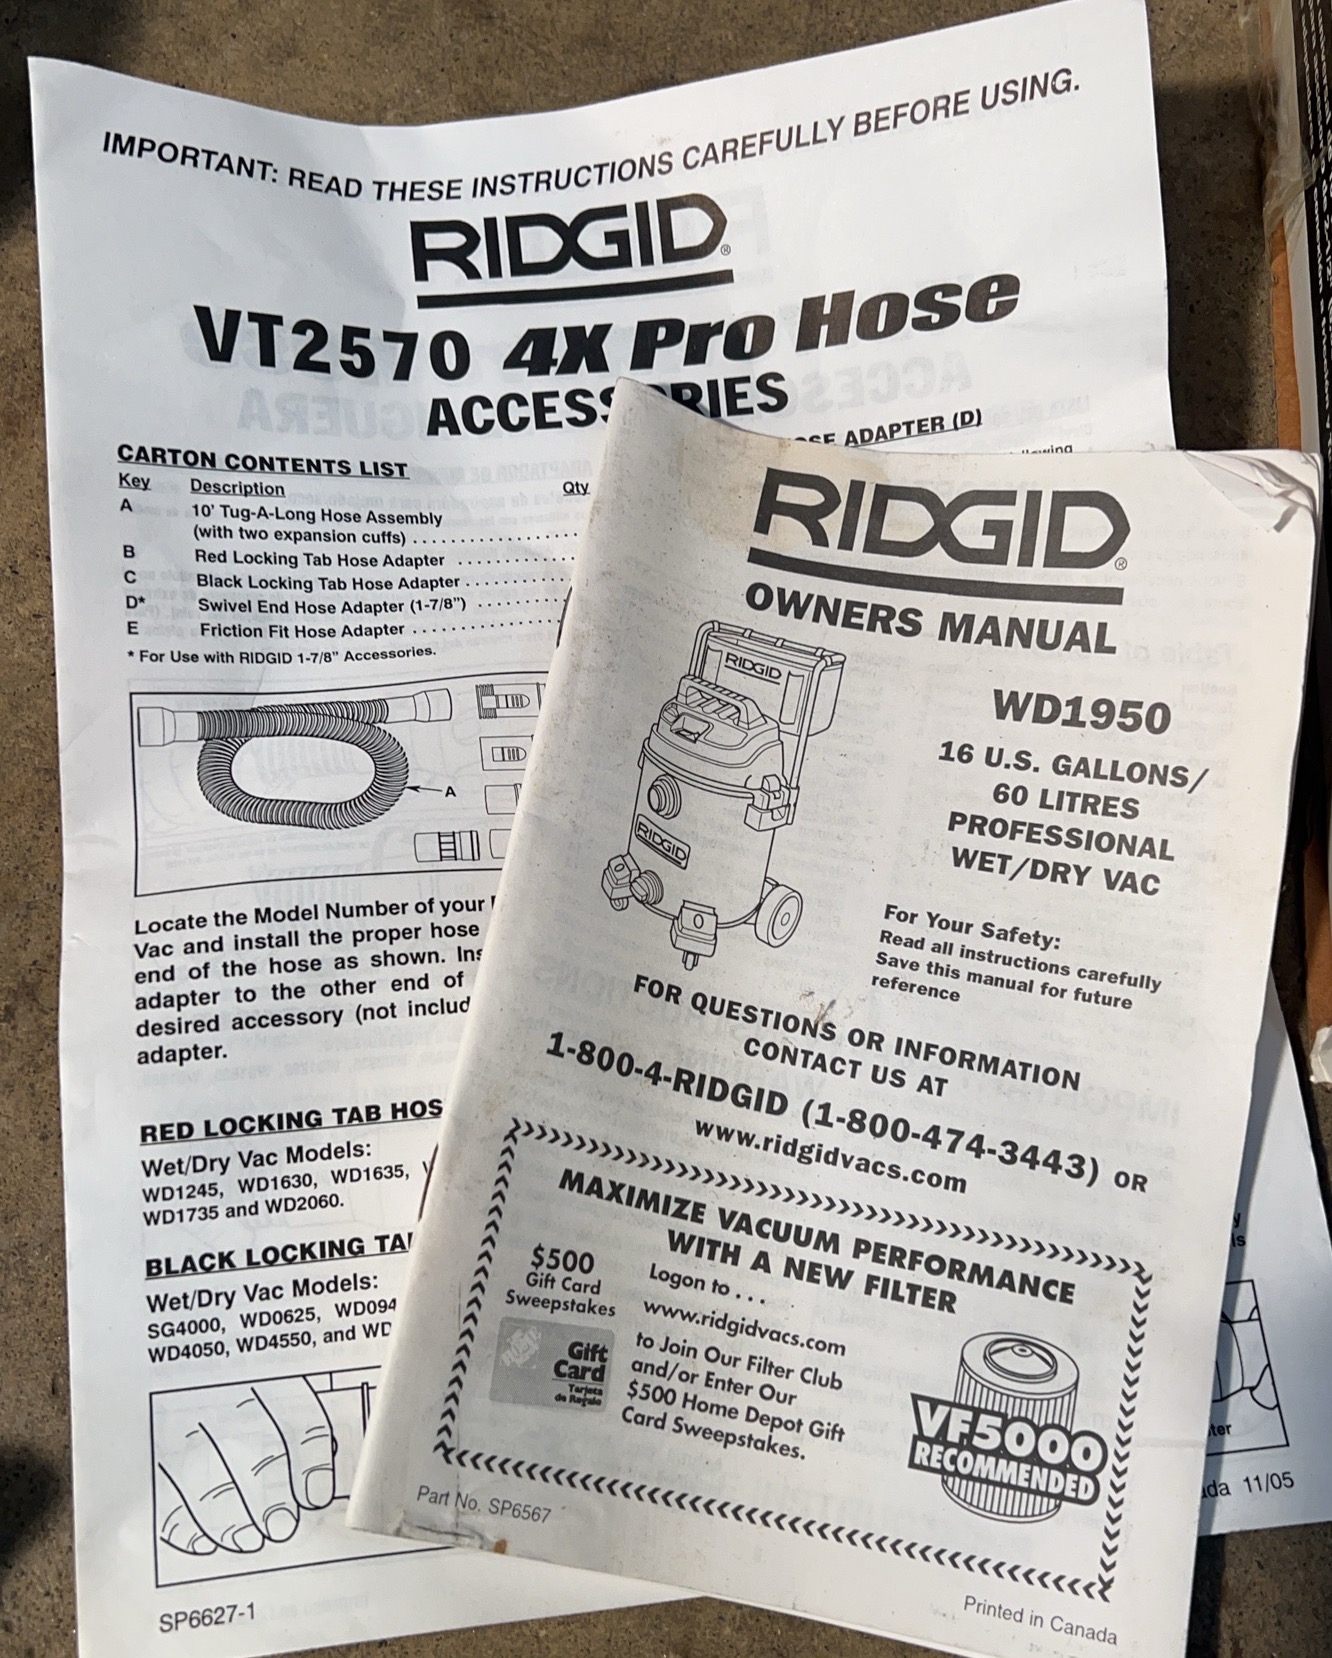 IMPORTANT: READ THESE INSTRUCTIONS CAREFULLY BEFORE USING.
RIDGID®
VT2570 4X Pro Hose
ACCESSORIES
CARTON CONTENTS LIST
Key Description Qty
A 10' Tug-A-Long Hose Assembly
(with two expansion cuffs) . . . . . . . . . . . . . . . . .
B Red Locking Tab Hose Adapter . . . . . . . . . . . .
C Black Locking Tab Hose Adapter . . . . . . . . . . .
D* Swivel End Hose Adapter (1-7/8") . . . . . . . . . .
E Friction Fit Hose Adapter . . . . . . . . . . . . . . . . .
* For Use with RIDGID 1-7/8" Accessories.
ADAPTER (D)
A
Locate the Model Number of your
Vac and install the proper hose
end of the hose as shown.
adapter to the other end of
desired accessory (not
adapter.
RED LOCKING TAB
Wet/Dry Vac Models:
WD1245, WD1630, WD1635,
WD1735 and WD2060.
BLACK LOCKING
Wet/Dry Vac Models:
SG4000, WD0625,
WD4050, WD4550, and
SP6627-1
RIDGID®
OWNERS MANUAL
RIDGID
RIDGID
WD1950
16 U.S. GALLONS/
60 LITRES
PROFESSIONAL
WET/DRY VAC
For Your Safety:
Read all instructions carefully
Save this manual for future
reference
FOR QUESTIONS OR INFORMATION
CONTACT US AT
1-800-4-RIDGID (1-800-474-3443) OR
www.ridgidvacs.com
MAXIMIZE VACUUM PERFORMANCE
WITH A NEW FILTER
$500
Gift Card
Sweepstakes
Gift
Card
Tarjeta
de Regalo
Logon to . . .
www.ridgidvacs.com
to Join Our Filter Club
and/or Enter Our
$500 Home Depot Gift
Card Sweepstakes.
VF5000
RECOMMENDED
Part No. SP6567
Printed in Canada
11/05